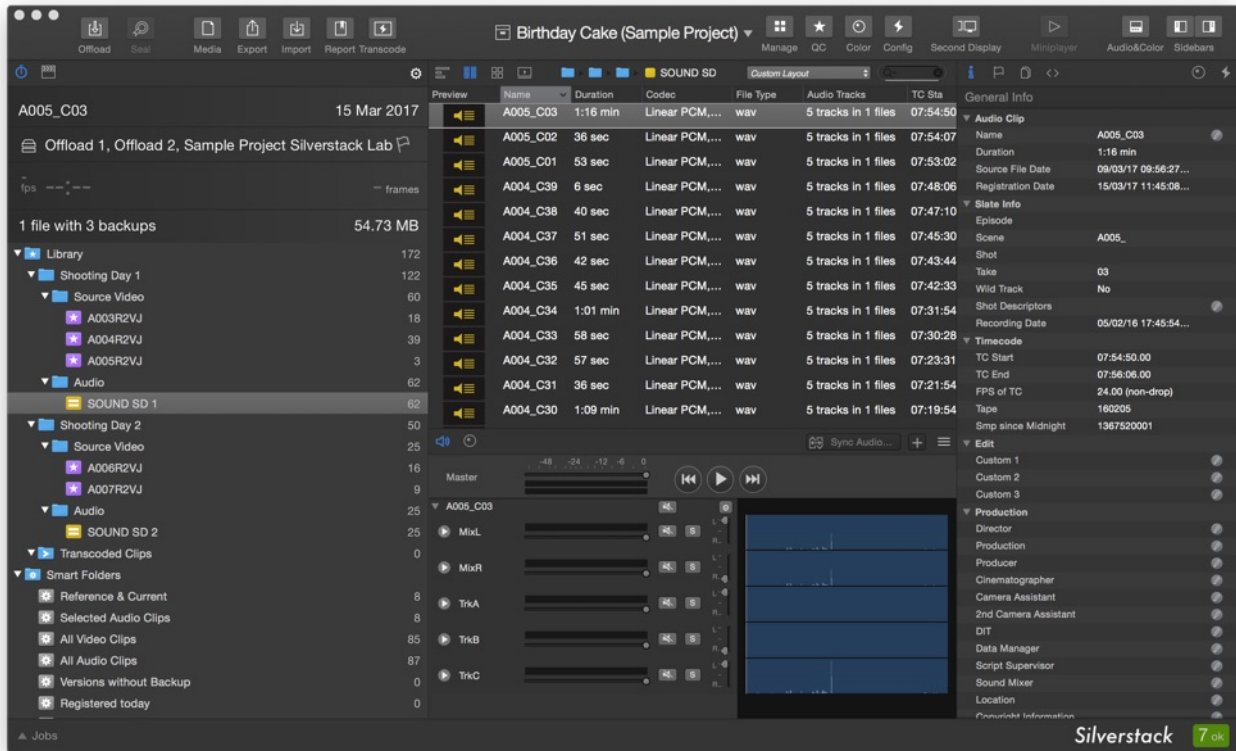 Birthday Cake (Sample Project)
Offload Seal Media Export Import Report Transcode Manage QC Color Config Second Display Miniplayer Audio&Color Sidebars
SOUND SD Custom Layout
A005_C03 15 Mar 2017
Offload 1, Offload 2, Sample Project Silverstack Lab
fps --:-- - frames
1 file with 3 backups 54.73 MB
Library 172
Shooting Day 1 122
Source Video 60
A003R2VJ 18
A004R2VJ 39
A005R2VJ 3
Audio 62
SOUND SD 1 62
Shooting Day 2 50
Source Video 25
A006R2VJ 16
A007R2VJ 9
Audio 25
SOUND SD 2 25
Transcoded Clips 0
Smart Folders
Reference & Current 8
Selected Audio Clips 8
All Video Clips 85
All Audio Clips 87
Versions without Backup 0
Registered today 0
Preview Name Duration Codec File Type Audio Tracks TC Sta
A005_C03 1:16 min Linear PCM,... wav 5 tracks in 1 files 07:54:50
A005_C02 36 sec Linear PCM,... wav 5 tracks in 1 files 07:54:07
A005_C01 53 sec Linear PCM,... wav 5 tracks in 1 files 07:53:02
A004_C39 6 sec Linear PCM,... wav 5 tracks in 1 files 07:48:06
A004_C38 40 sec Linear PCM,... wav 5 tracks in 1 files 07:47:10
A004_C37 51 sec Linear PCM,... wav 5 tracks in 1 files 07:45:30
A004_C36 42 sec Linear PCM,... wav 5 tracks in 1 files 07:43:44
A004_C35 45 sec Linear PCM,... wav 5 tracks in 1 files 07:42:33
A004_C34 1:01 min Linear PCM,... wav 5 tracks in 1 files 07:31:54
A004_C33 58 sec Linear PCM,... wav 5 tracks in 1 files 07:30:28
A004_C32 57 sec Linear PCM,... wav 5 tracks in 1 files 07:23:31
A004_C31 36 sec Linear PCM,... wav 5 tracks in 1 files 07:21:54
A004_C30 1:09 min Linear PCM,... wav 5 tracks in 1 files 07:19:54
Sync Audio...
-48 -24 -12 -6 0
Master
A005_C03
MixL S L R..
MixR S L R..
TrkA S L R..
TrkB S L R..
TrkC S L R..
General Info
Audio Clip
Name A005_C03
Duration 1:16 min
Source File Date 09/03/17 09:56:27...
Registration Date 15/03/17 11:45:08...
Slate Info
Episode
Scene A005_
Shot
Take 03
Wild Track No
Shot Descriptors
Recording Date 05/02/16 17:45:54...
Timecode
TC Start 07:54:50.00
TC End 07:56:06.00
FPS of TC 24.00 (non-drop)
Tape 160205
Smp since Midnight 1367520001
Edit
Custom 1
Custom 2
Custom 3
Production
Director
Production
Producer
Cinematographer
Camera Assistant
2nd Camera Assistant
DIT
Data Manager
Script Supervisor
Sound Mixer
Location
Copyright Information
Jobs
Silverstack 7 ok